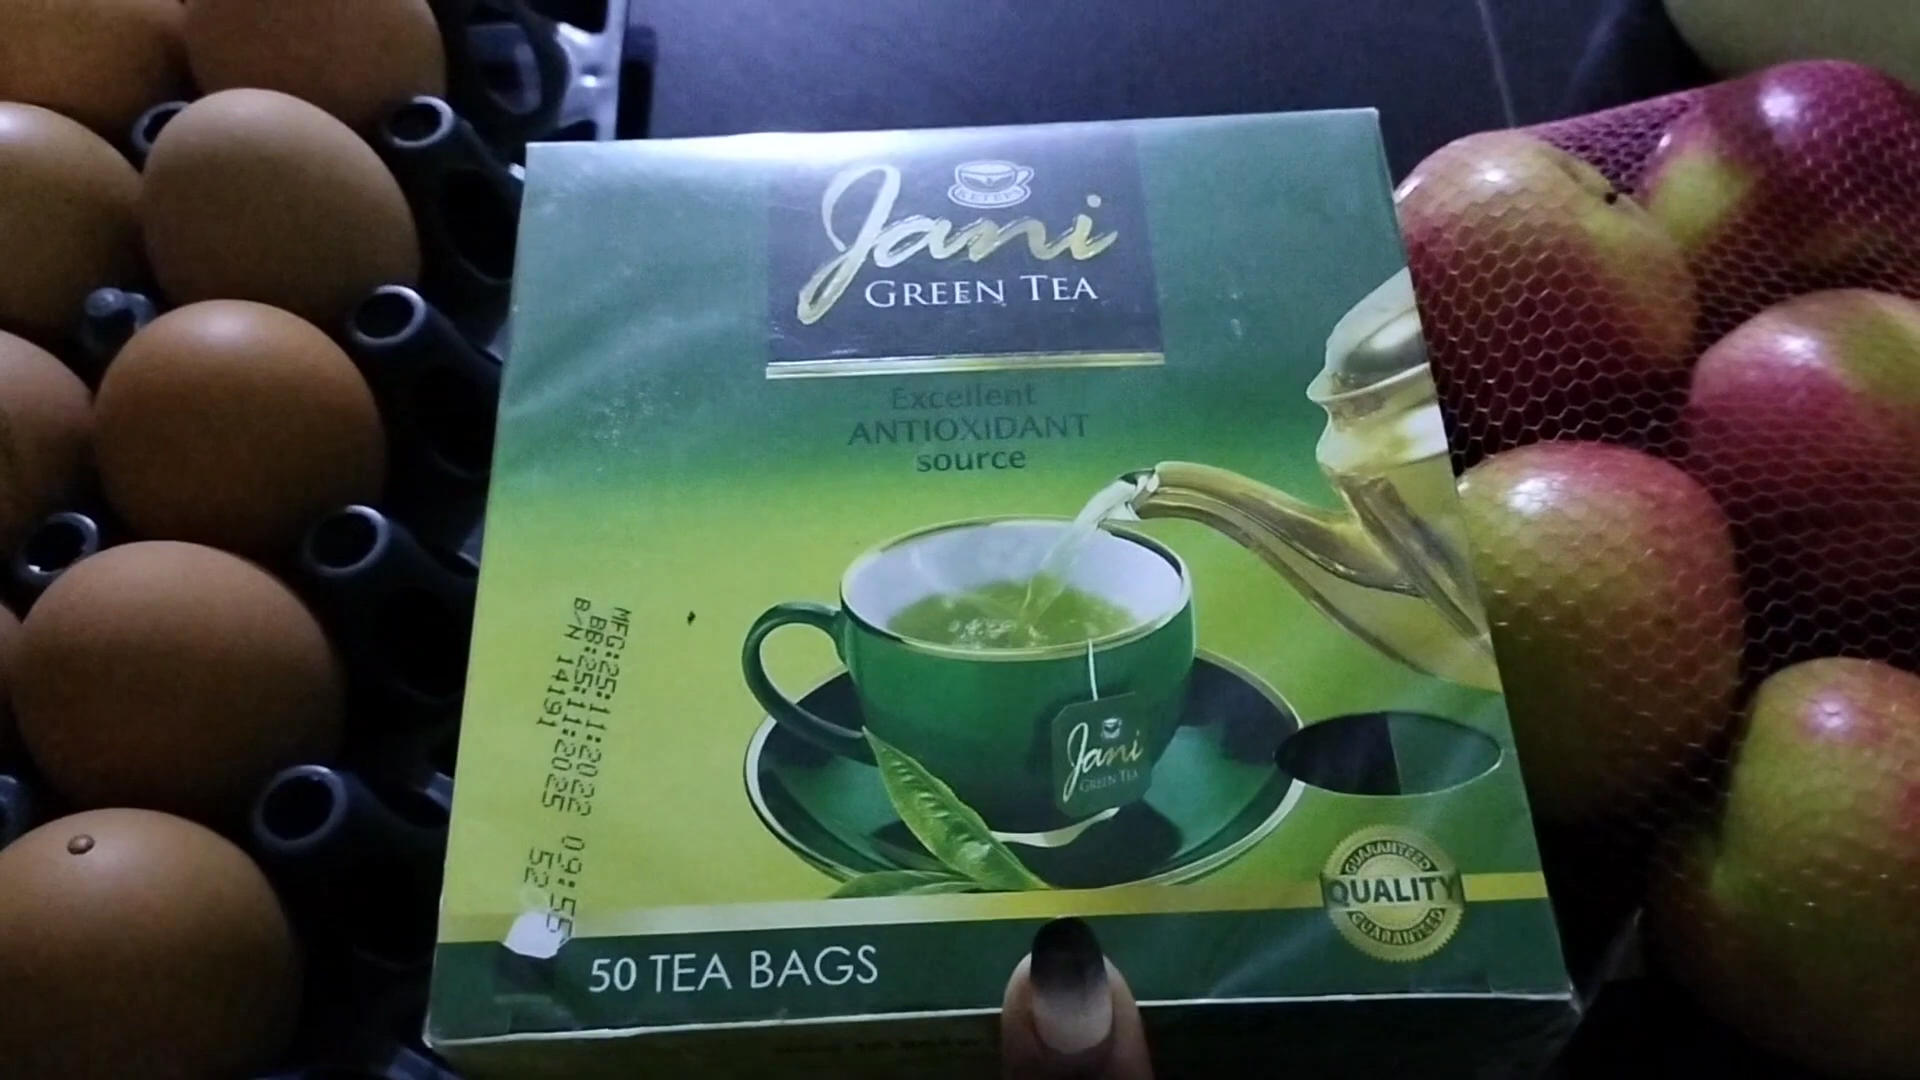 KETEPA
Jani
GREEN TEA
Excellent
ANTIOXIDANT
source
Jani
GREEN TEA
MFG:25:11:2022 09:55
BB:25:11:2025
B/N 14191
GUARANTEED
QUALITY
GUARANTEED
50 TEA BAGS